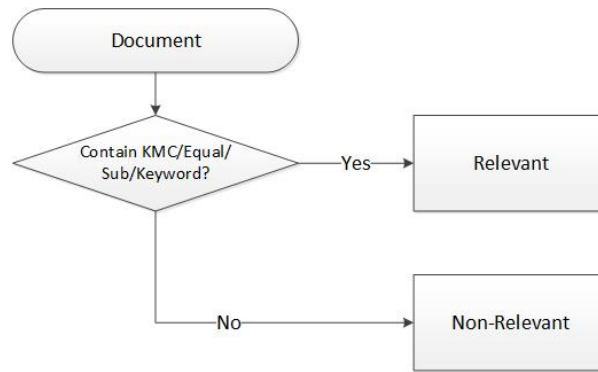 Document
Contain KMC/Equal/
Sub/Keyword?
Yes
Relevant
No
Non-Relevant